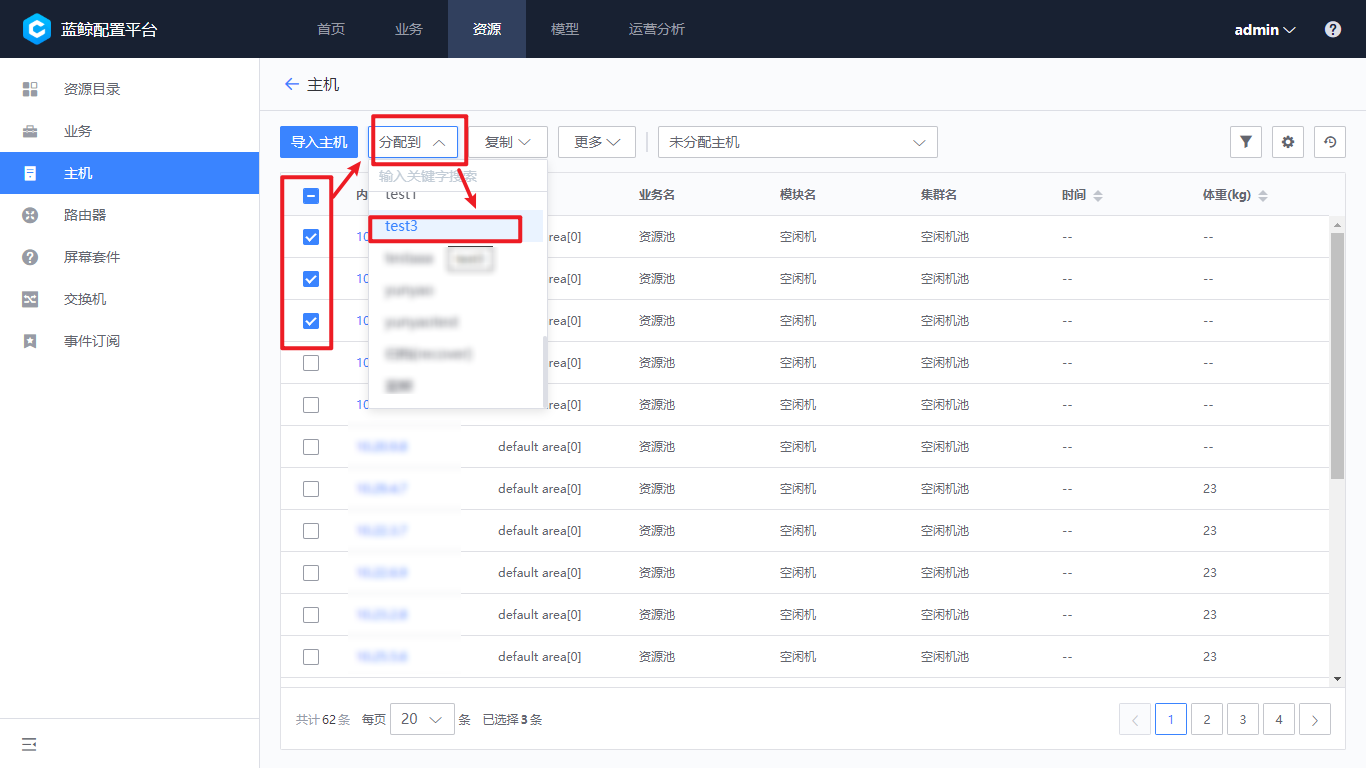 蓝鲸配置平台
首页 业务 资源 模型 运营分析
admin
资源目录
业务
主机
路由器
屏幕套件
交换机
事件订阅
主机
导入主机 分配到 复制 更多 未分配主机
输入关键字搜索
test1
test3
内 业务名 模块名 集群名 时间 体重(kg)
10 area[0] 资源池 空闲机 空闲机池 -- --
10 area[0] 资源池 空闲机 空闲机池 -- --
10 area[0] 资源池 空闲机 空闲机池 -- --
10 area[0] 资源池 空闲机 空闲机池 -- --
10 area[0] 资源池 空闲机 空闲机池 -- --
default area[0] 资源池 空闲机 空闲机池 -- --
default area[0] 资源池 空闲机 空闲机池 -- 23
default area[0] 资源池 空闲机 空闲机池 -- 23
default area[0] 资源池 空闲机 空闲机池 -- 23
default area[0] 资源池 空闲机 空闲机池 -- 23
default area[0] 资源池 空闲机 空闲机池 -- 23
共计62条 每页 20 条 已选择3条 1 2 3 4